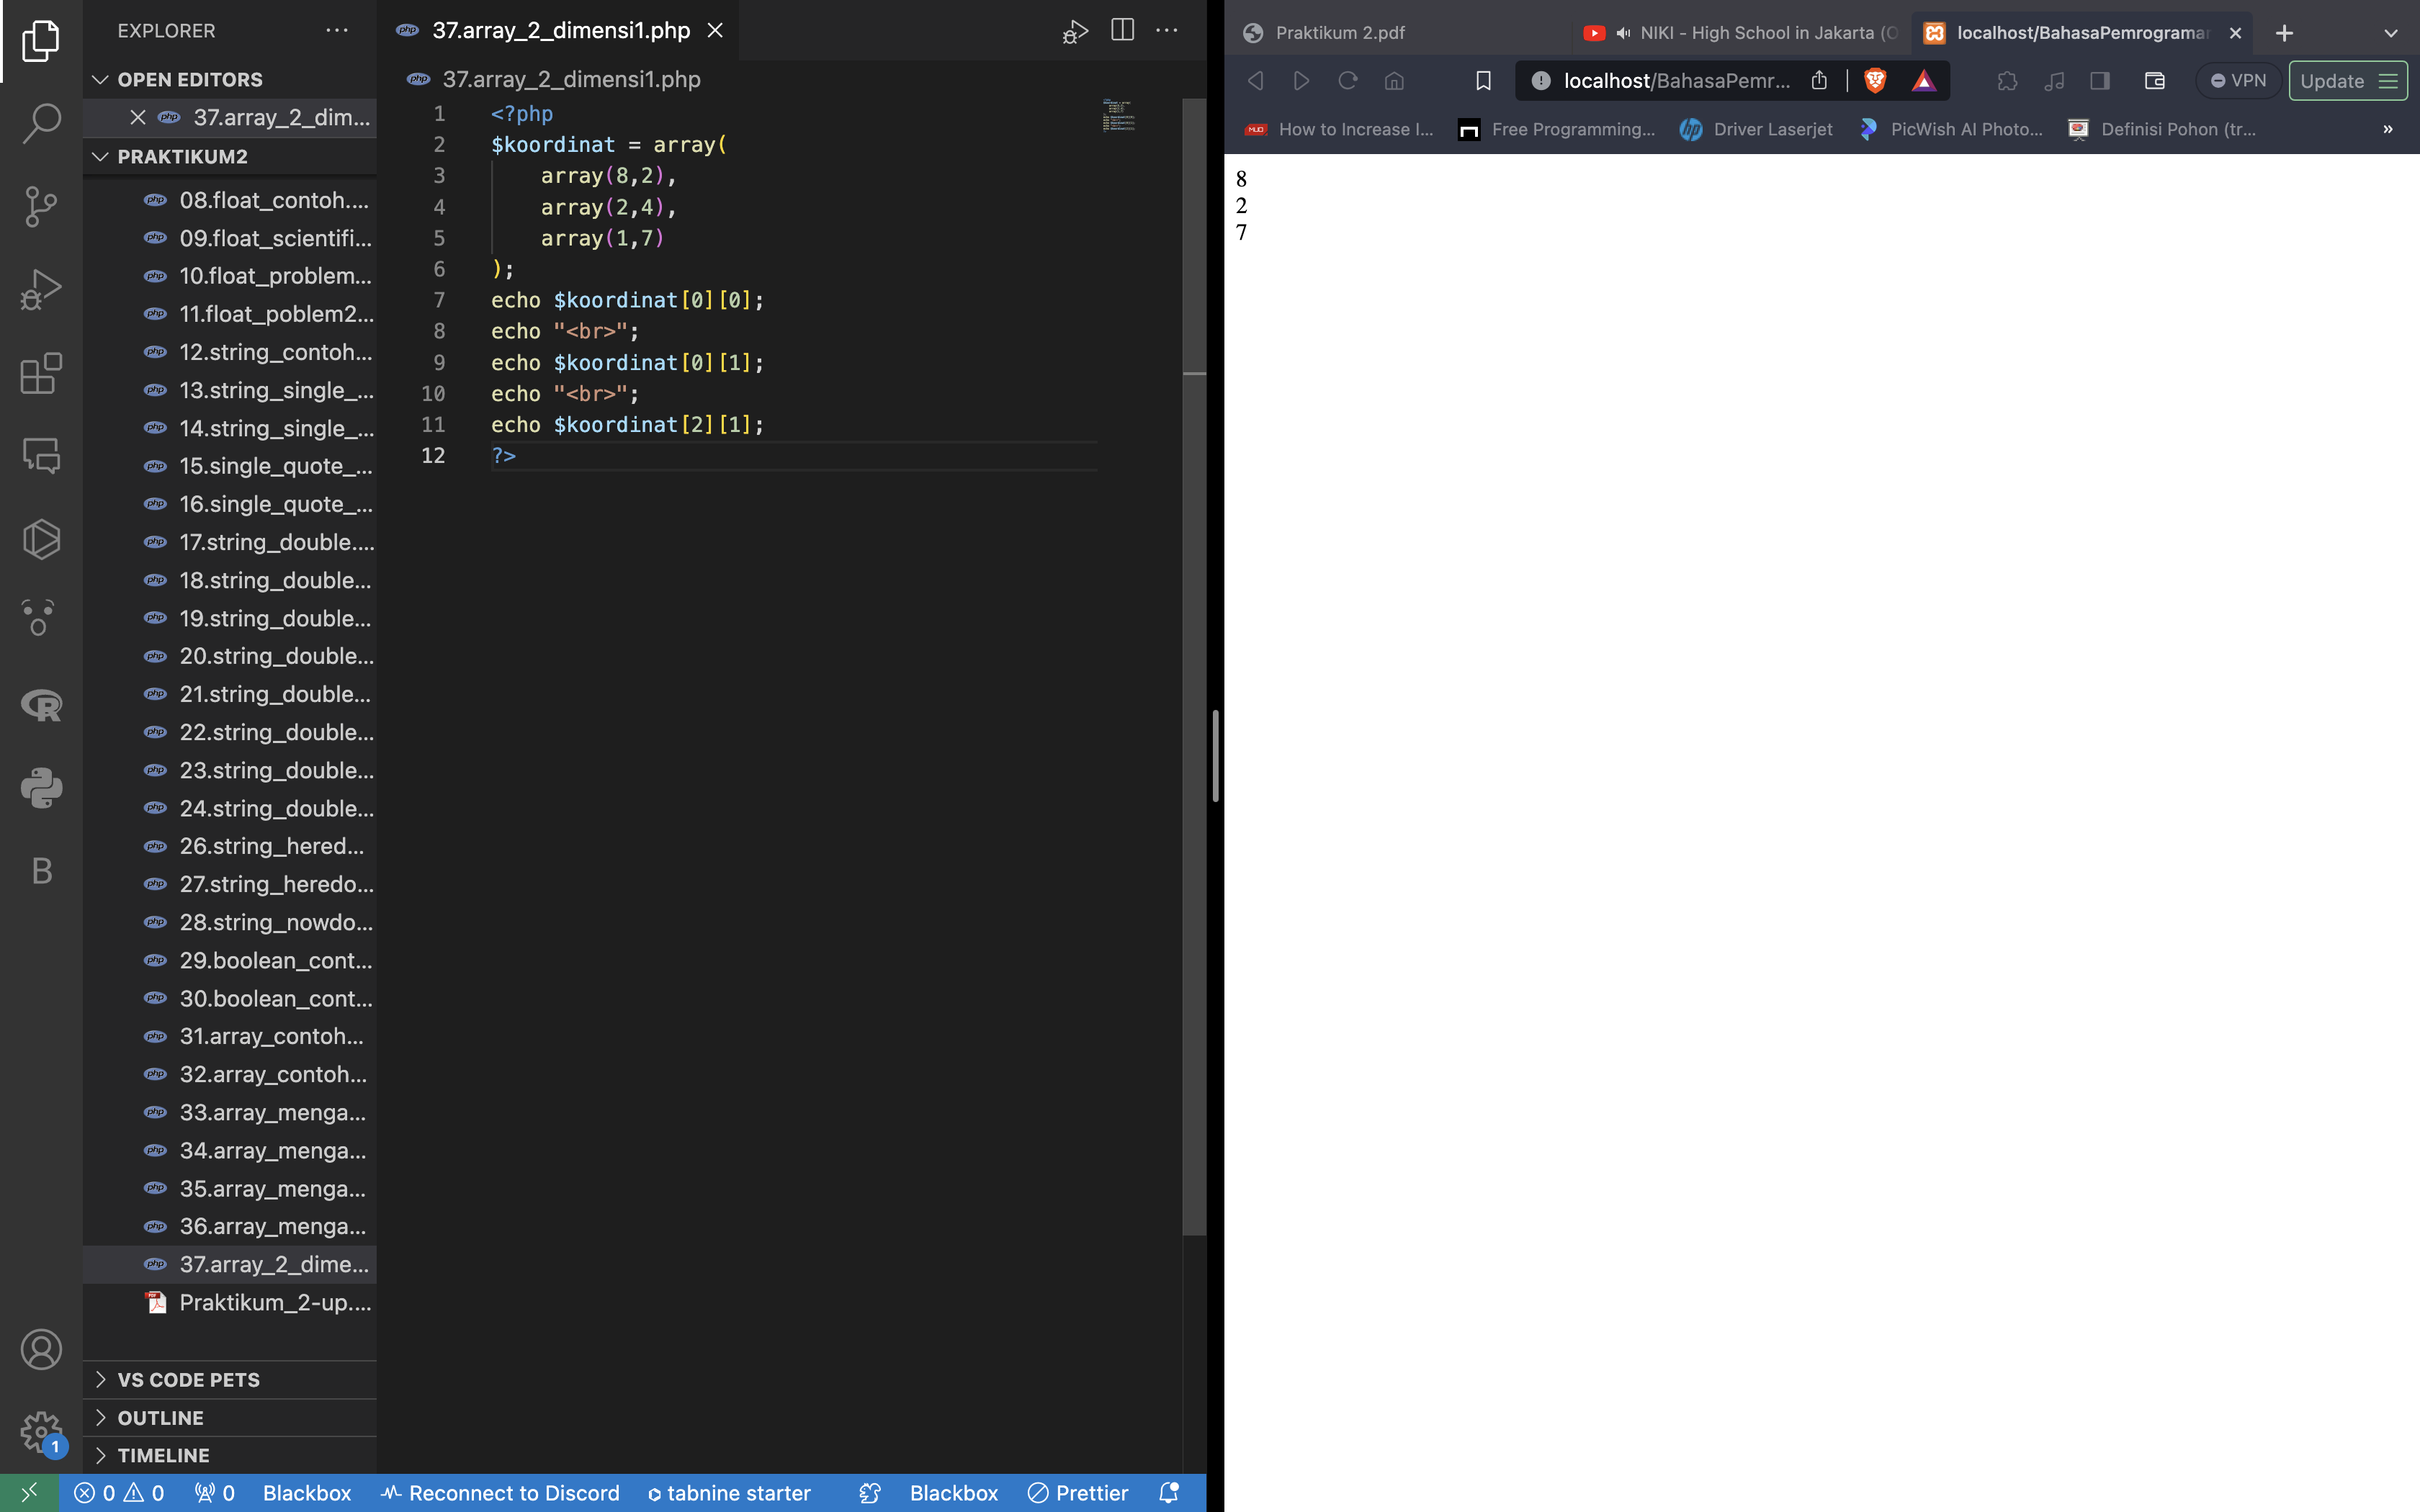 EXPLORER
OPEN EDITORS
37.array_2_dim...
PRAKTIKUM2
08.float_contoh....
09.float_scientifi...
10.float_problem...
11.float_poblem2...
12.string_contoh...
13.string_single_...
14.string_single_...
15.single_quote_...
16.single_quote_...
17.string_double....
18.string_double...
19.string_double...
20.string_double...
21.string_double...
22.string_double...
23.string_double...
24.string_double...
26.string_hered...
27.string_heredo...
28.string_nowdo...
29.boolean_cont...
30.boolean_cont...
31.array_contoh...
32.array_contoh...
33.array_menga...
34.array_menga...
35.array_menga...
36.array_menga...
37.array_2_dime...
Praktikum_2-up....
VS CODE PETS
OUTLINE
TIMELINE
1
37.array_2_dimensi1.php
37.array_2_dimensi1.php
1 <?php
2 $koordinat = array(
3 array(8,2),
4 array(2,4),
5 array(1,7)
6 );
7 echo $koordinat[0][0];
8 echo "<br>";
9 echo $koordinat[0][1];
10 echo "<br>";
11 echo $koordinat[2][1];
12 ?>
0 0 0 Blackbox Reconnect to Discord tabnine starter Blackbox Prettier
Praktikum 2.pdf NIKI - High School in Jakarta (O localhost/BahasaPemrograman
localhost/BahasaPemr... VPN Update
How to Increase I... Free Programming... Driver Laserjet PicWish AI Photo... Definisi Pohon (tr...
8
2
7